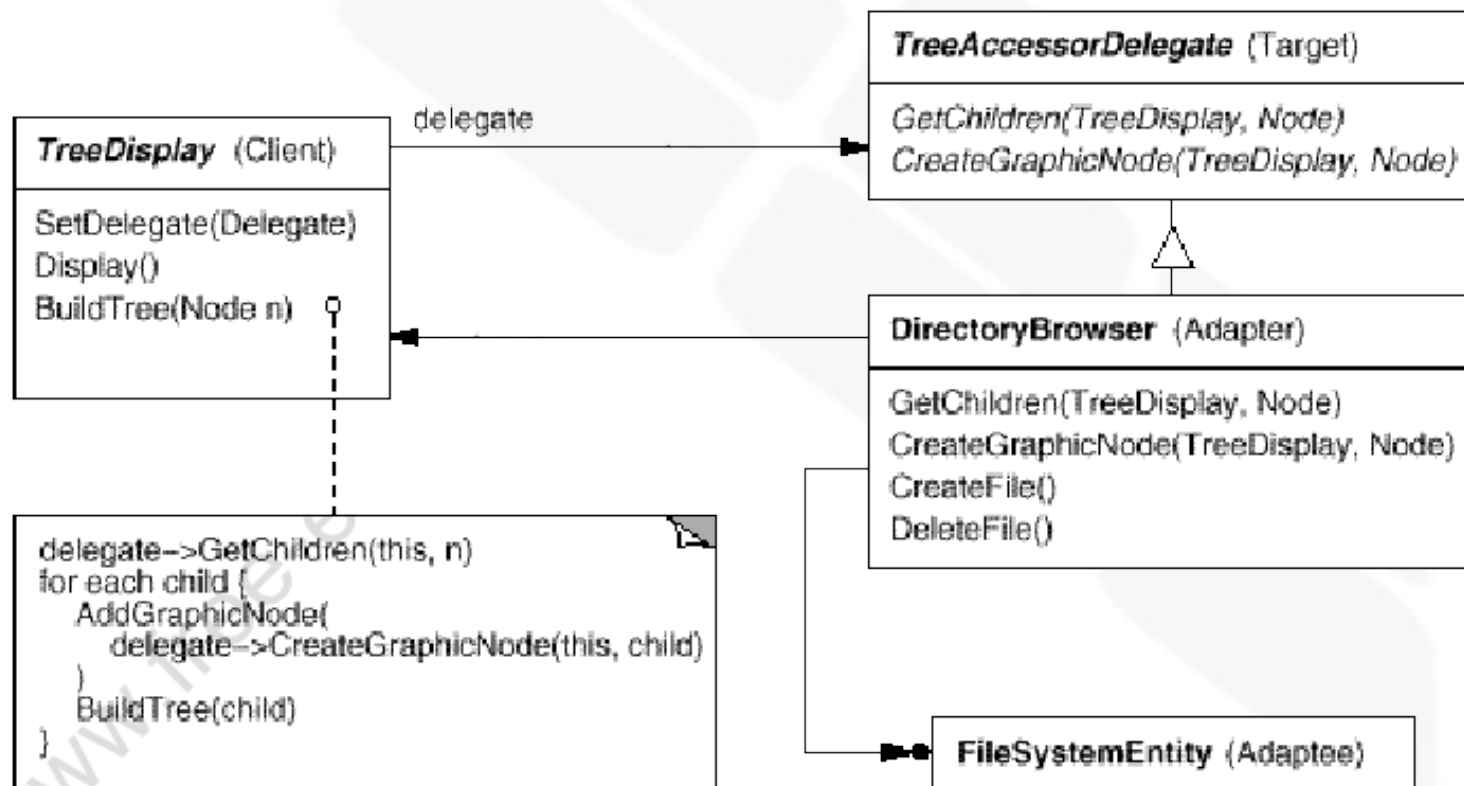 TreeAccessorDelegate (Target)
GetChildren(TreeDisplay, Node)
CreateGraphicNode(TreeDisplay, Node)
delegate
TreeDisplay (Client)
SetDelegate(Delegate)
Display()
BuildTree(Node n)
DirectoryBrowser (Adapter)
GetChildren(TreeDisplay, Node)
CreateGraphicNode(TreeDisplay, Node)
CreateFile()
DeleteFile()
delegate->GetChildren(this, n)
for each child {
AddGraphicNode(
delegate->CreateGraphicNode(this, child)
)
BuildTree(child)
}
FileSystemEntity (Adaptee)